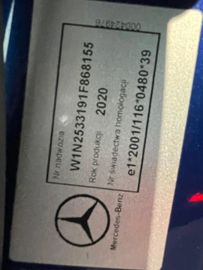 Nr nadwozia
W1N2533191F868155
Rok produkcji 2020
Nr świadectwa homologacji
e1*2001/116*0480*39
Mercedes-Benz